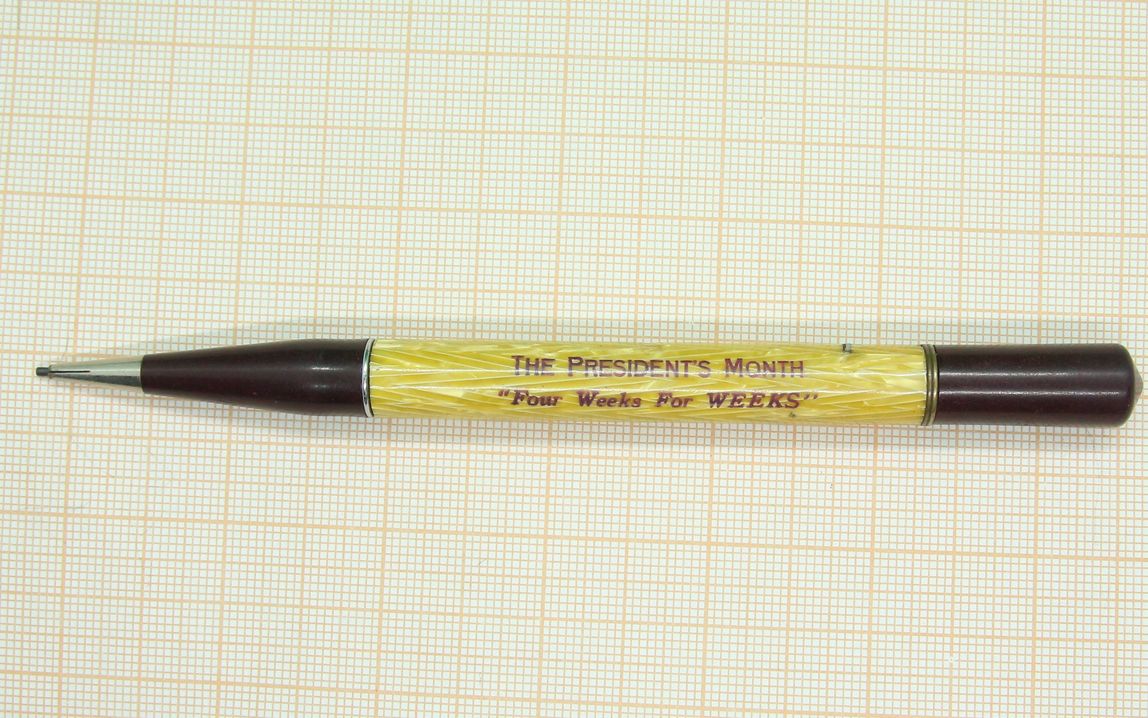 THE PRESIDENT'S MONTH
"Four Weeks For WEEKS"